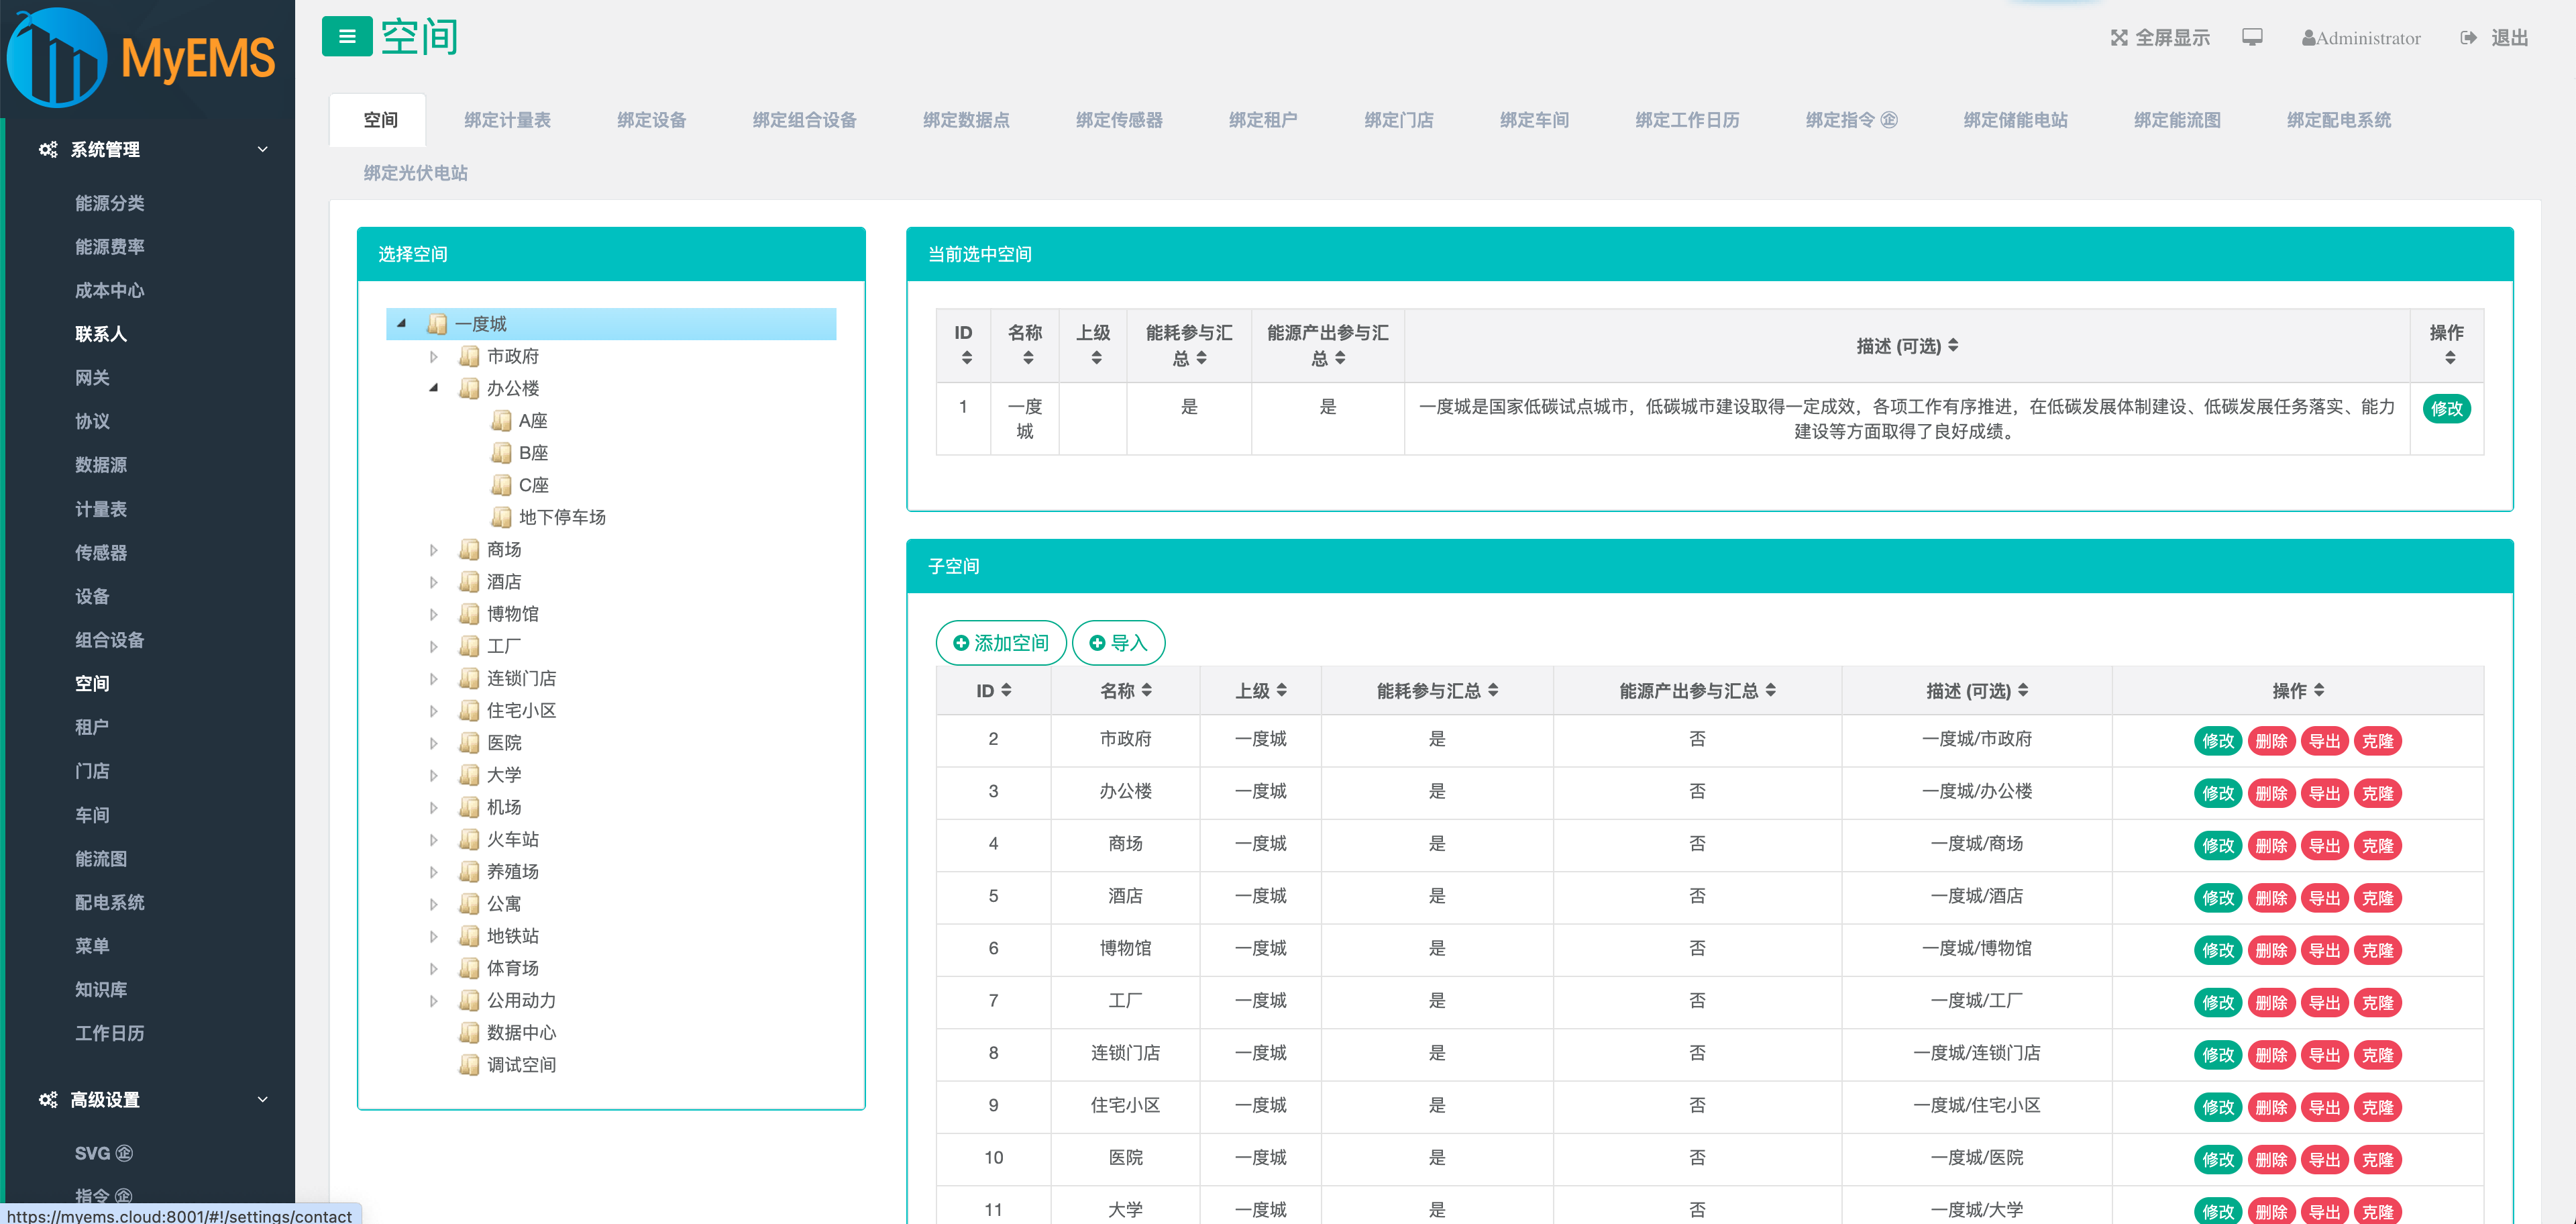 MyEMS
空间
全屏显示
Administrator
退出
系统管理
能源分类
能源费率
成本中心
联系人
网关
协议
数据源
计量表
传感器
设备
组合设备
空间
租户
门店
车间
能流图
配电系统
菜单
知识库
工作日历
高级设置
SVG ㊭
指令 ㊭
https://myems.cloud:8001/#!/settings/contact
空间 绑定计量表 绑定设备 绑定组合设备 绑定数据点 绑定传感器 绑定租户 绑定门店 绑定车间 绑定工作日历 绑定指令 ㊭ 绑定储能电站 绑定能流图 绑定配电系统
绑定光伏电站
选择空间
一度城
市政府
办公楼
A座
B座
C座
地下停车场
商场
酒店
博物馆
工厂
连锁门店
住宅小区
医院
大学
机场
火车站
养殖场
公寓
地铁站
体育场
公用动力
数据中心
调试空间
当前选中空间
ID 名称 上级 能耗参与汇总 能源产出参与汇总 描述 (可选) 操作
1 一度城 是 是 一度城是国家低碳试点城市，低碳城市建设取得一定成效，各项工作有序推进，在低碳发展体制建设、低碳发展任务落实、能力
建设等方面取得了良好成绩。 修改
子空间
添加空间 导入
ID 名称 上级 能耗参与汇总 能源产出参与汇总 描述 (可选) 操作
2 市政府 一度城 是 否 一度城/市政府 修改 删除 导出 克隆
3 办公楼 一度城 是 否 一度城/办公楼 修改 删除 导出 克隆
4 商场 一度城 是 否 一度城/商场 修改 删除 导出 克隆
5 酒店 一度城 是 否 一度城/酒店 修改 删除 导出 克隆
6 博物馆 一度城 是 否 一度城/博物馆 修改 删除 导出 克隆
7 工厂 一度城 是 否 一度城/工厂 修改 删除 导出 克隆
8 连锁门店 一度城 是 否 一度城/连锁门店 修改 删除 导出 克隆
9 住宅小区 一度城 是 否 一度城/住宅小区 修改 删除 导出 克隆
10 医院 一度城 是 否 一度城/医院 修改 删除 导出 克隆
11 大学 一度城 是 否 一度城/大学 修改 删除 导出 克隆